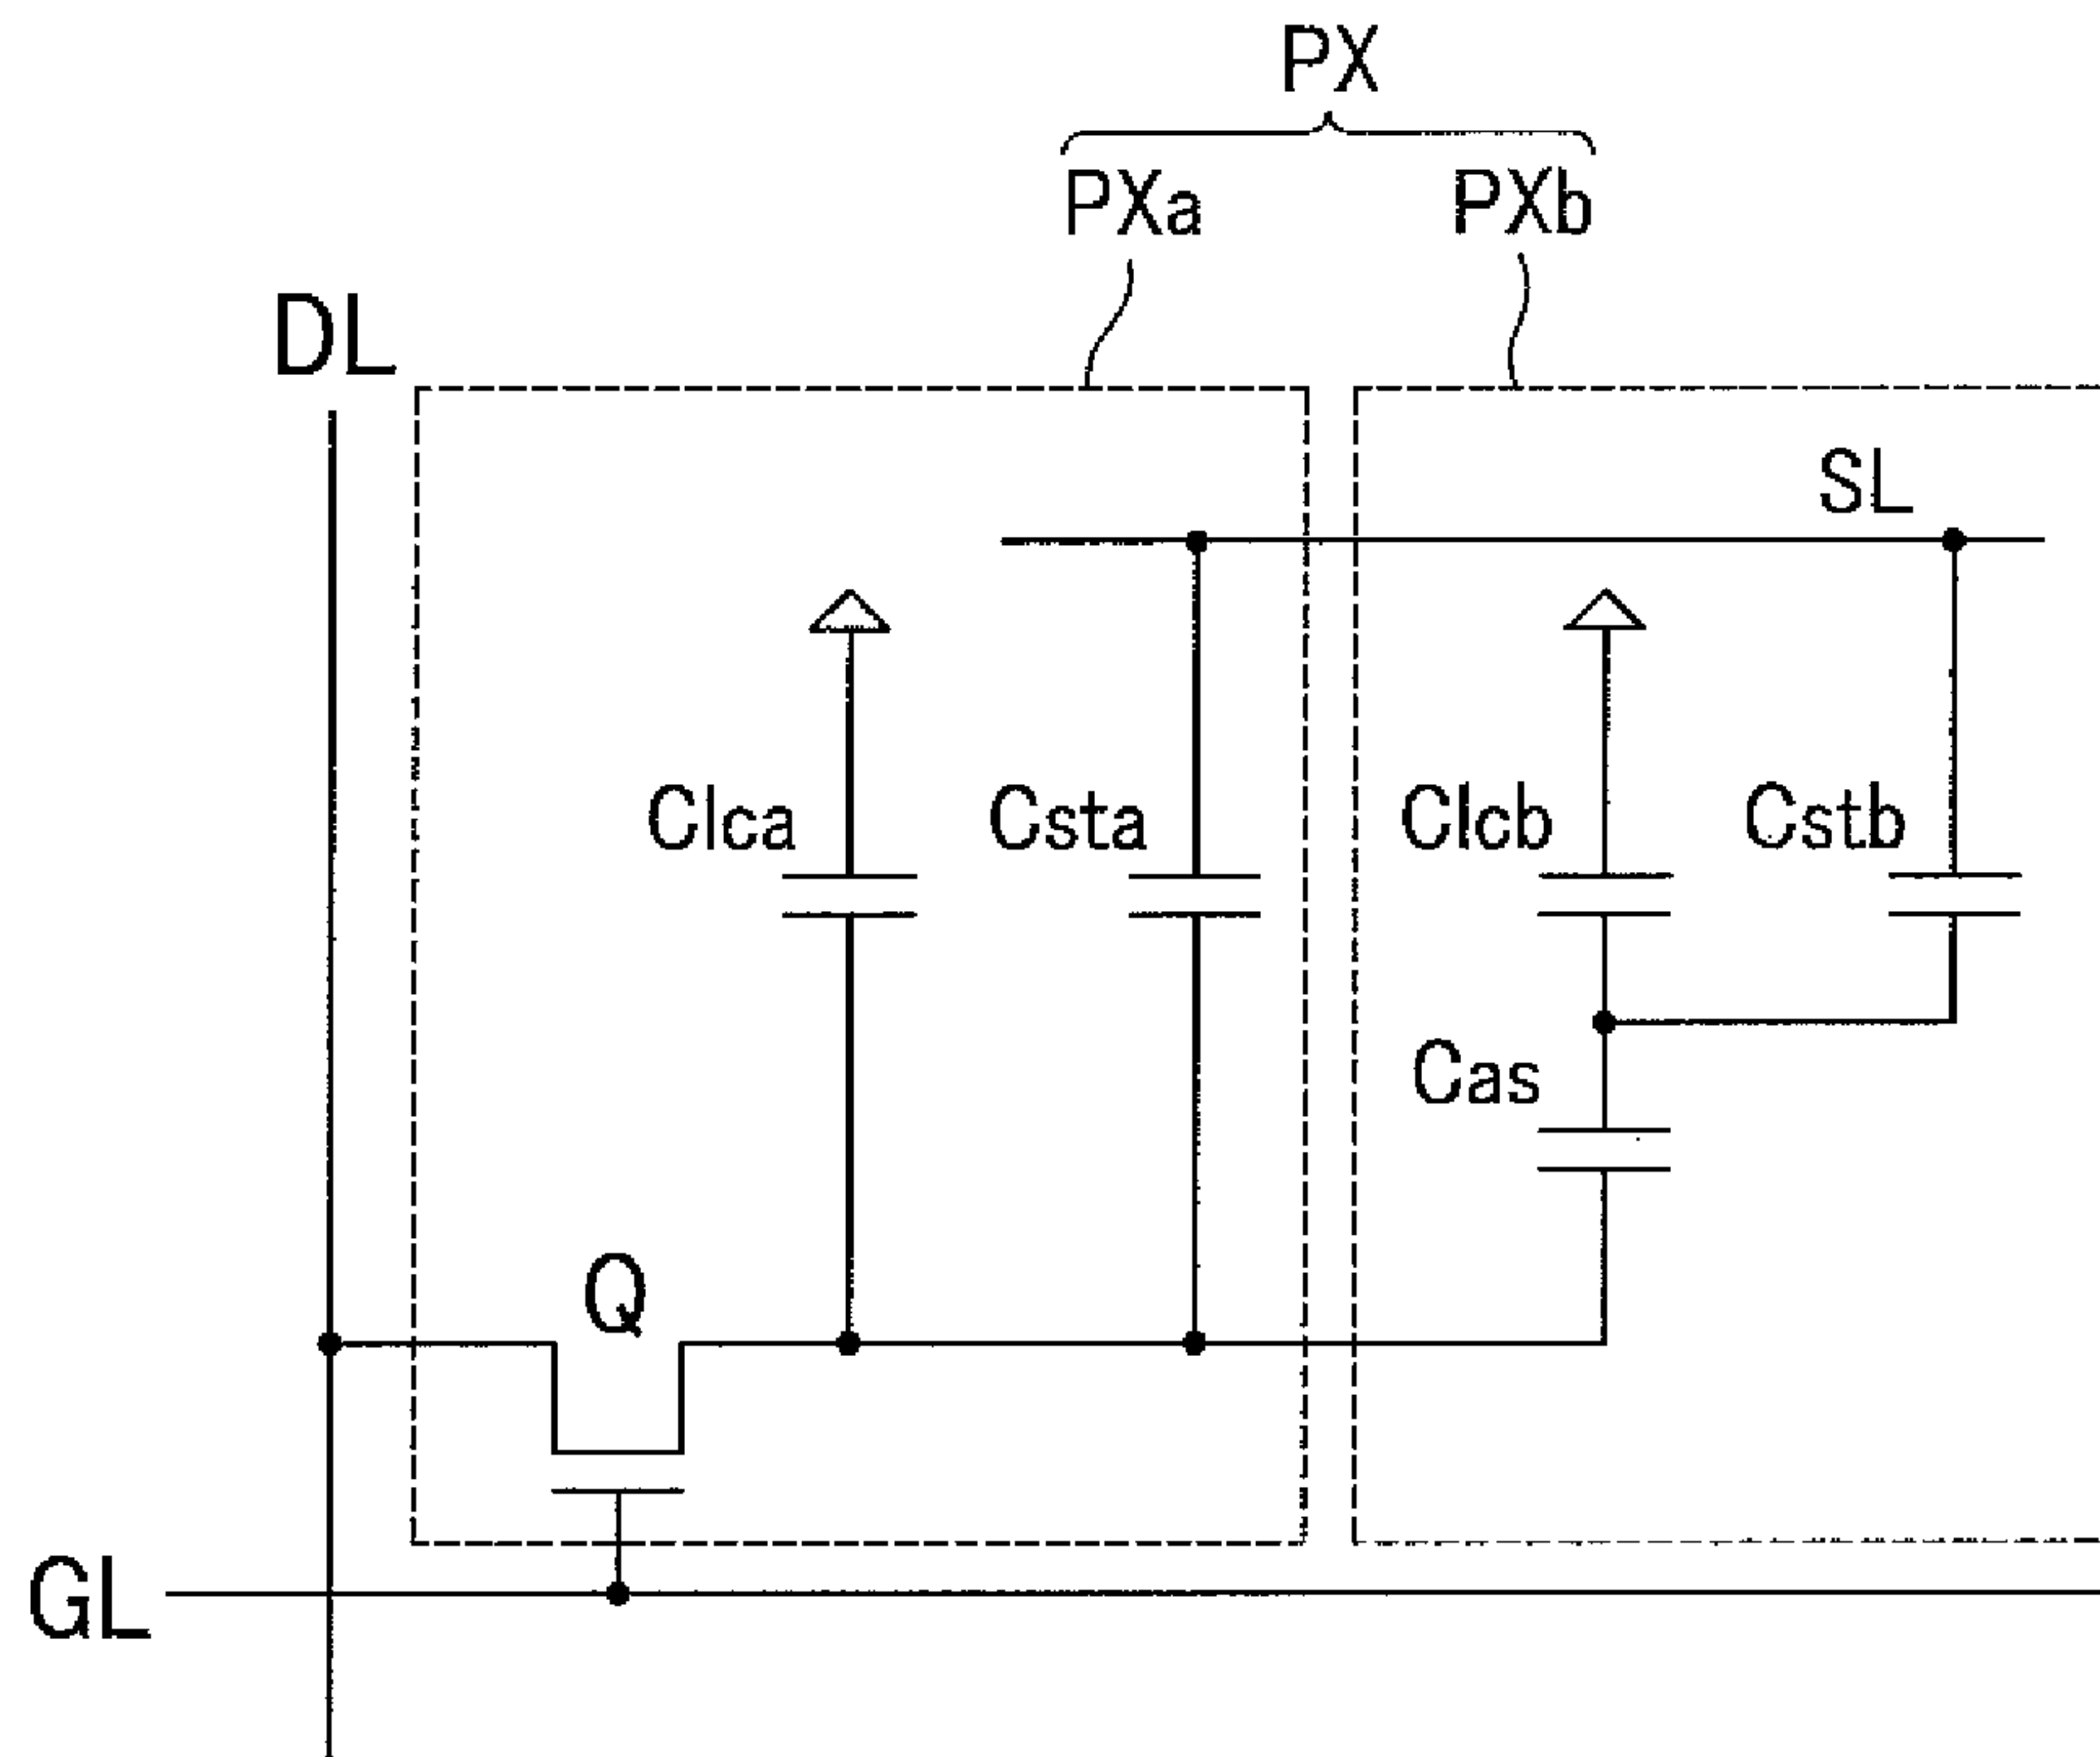 PX
PXa PXb
DL
SL
Clca Csta Clcb Cstb
Cas
Q
GL